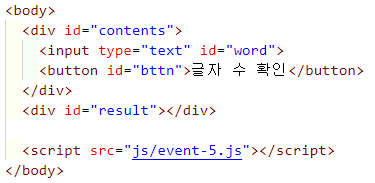 <body>
<div id="contents">
<input type="text" id="word">
<button id="bttn">글자 수 확인</button>
</div>
<div id="result"></div>
<script src="js/event-5.js"></script>
</body>